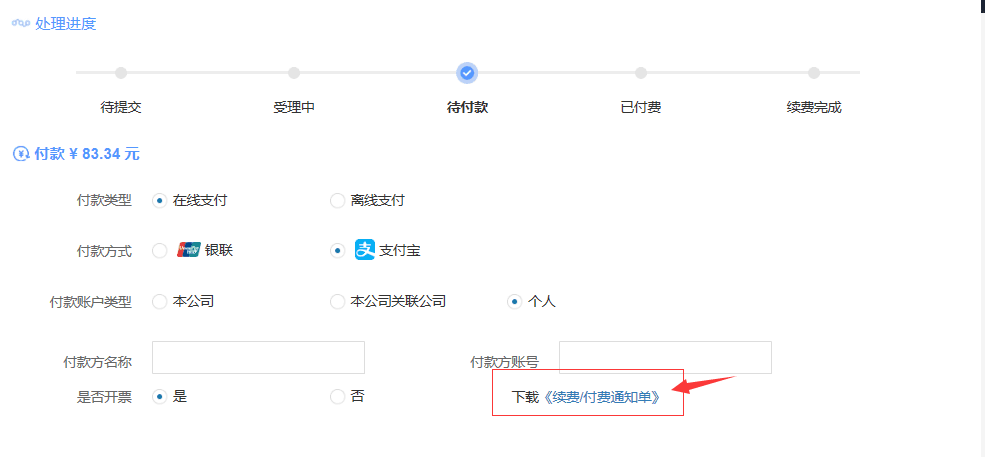 处理进度
待提交 受理中 待付款 已付费 续费完成
付款 ¥ 83.34 元
付款类型 在线支付 离线支付
付款方式 银联 支付宝
付款账户类型 本公司 本公司关联公司 个人
付款方名称 付款方账号
是否开票 是 否 下载《续费/付费通知单》